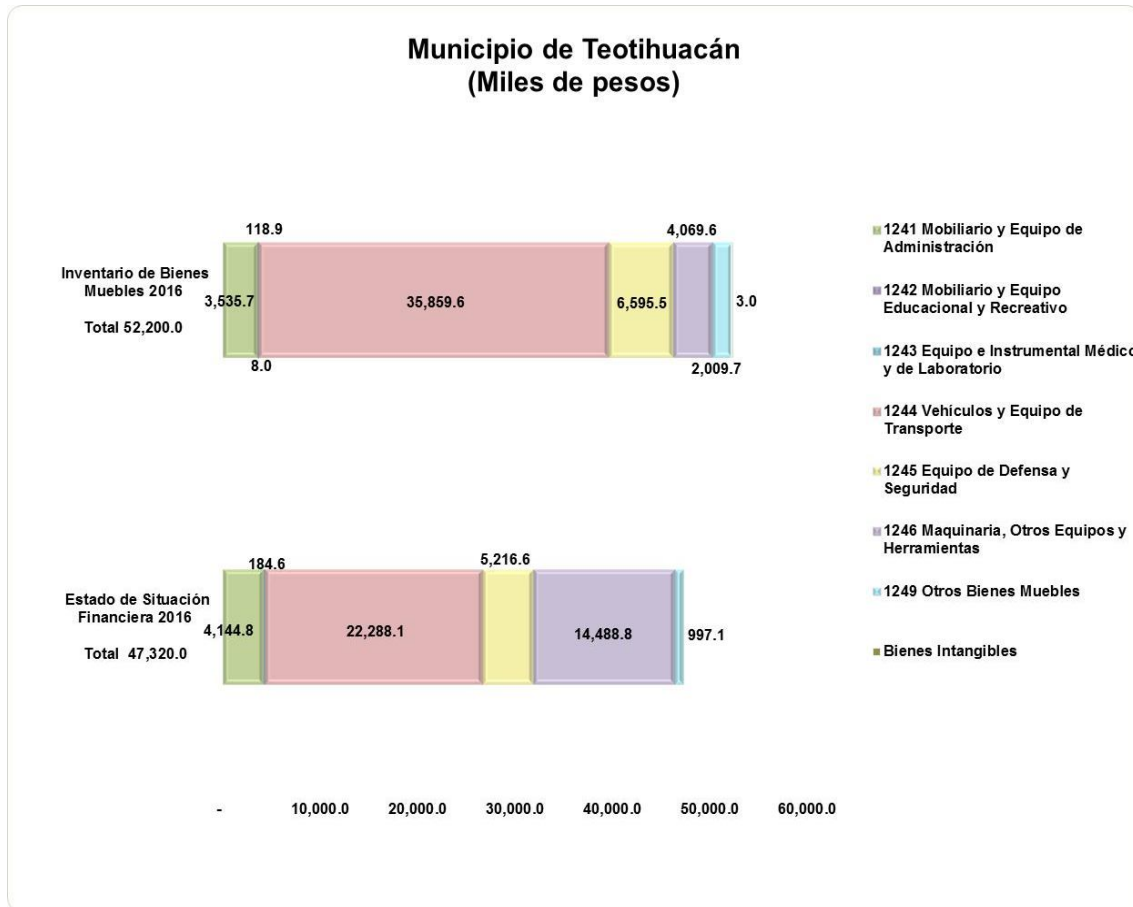 Municipio de Teotihuacán
(Miles de pesos)
118.9
4,069.6
Inventario de Bienes
Muebles 2016
Total 52,200.0
3,535.7
35,859.6
6,595.5
3.0
8.0
2,009.7
184.6
5,216.6
Estado de Situación
Financiera 2016
Total 47,320.0
4,144.8
22,288.1
14,488.8
997.1
-
10,000.0
20,000.0
30,000.0
40,000.0
50,000.0
60,000.0
1241 Mobiliario y Equipo de
Administración
1242 Mobiliario y Equipo
Educacional y Recreativo
1243 Equipo e Instrumental Médico
y de Laboratorio
1244 Vehículos y Equipo de
Transporte
1245 Equipo de Defensa y
Seguridad
1246 Maquinaria, Otros Equipos y
Herramientas
1249 Otros Bienes Muebles
Bienes Intangibles